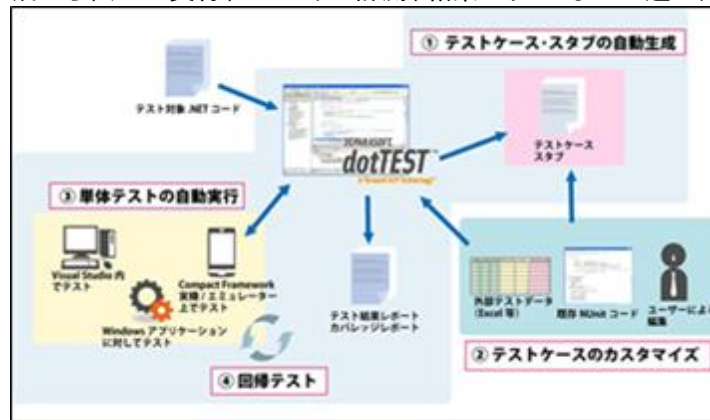 ① テストケース・スタブの自動生成
テスト対象 .NET コード
PARASOFT
dotTEST™
テストケース
スタブ
③ 単体テストの自動実行
Visual Studio 内
でテスト
Compact Framework
実機 / エミュレーター
上でテスト
Windows アプリケーション
に対してテスト
テスト結果レポート
カバレッジレポート
外部テストデータ
(Excel 等)
既存 NUnit コード
ユーザーによる
編集
② テストケースのカスタマイズ
④ 回帰テスト